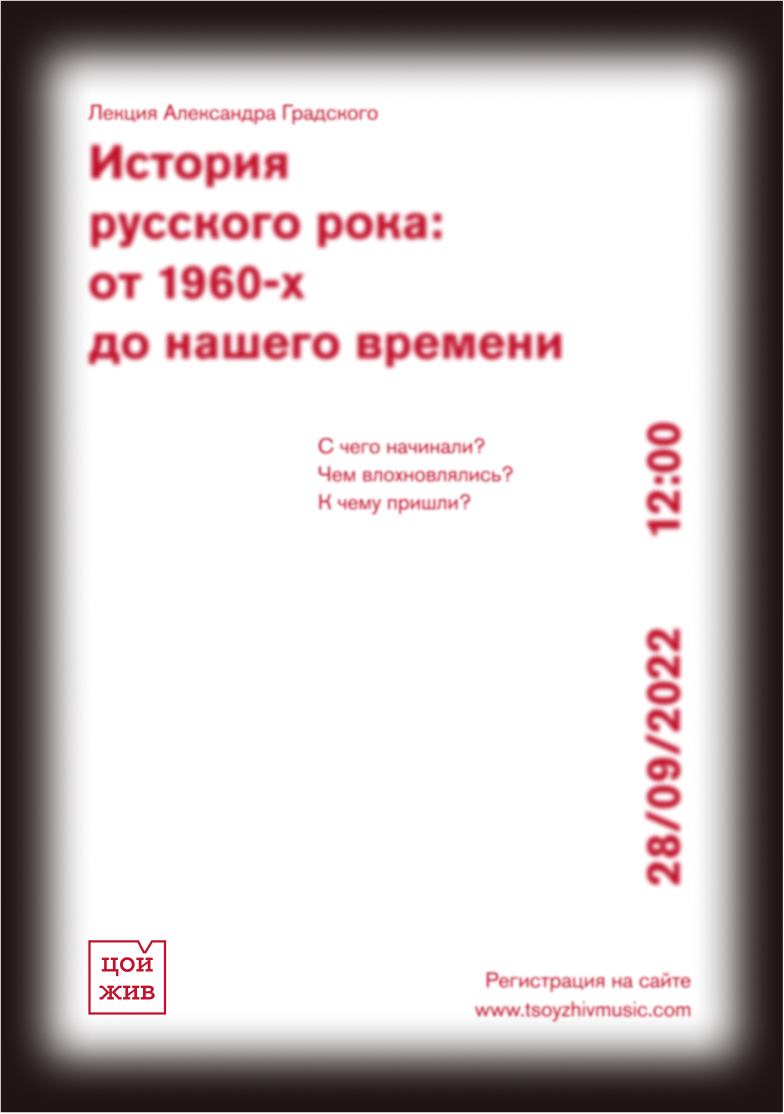 Лекция Александра Градского
История
русского рока:
от 1960-х
до нашего времени
С чего начинали?
Чем влохновлялись?
К чему пришли?
12:00
28/09/2022
цой
жив
Регистрация на сайте
www.tsoyzhivmusic.com